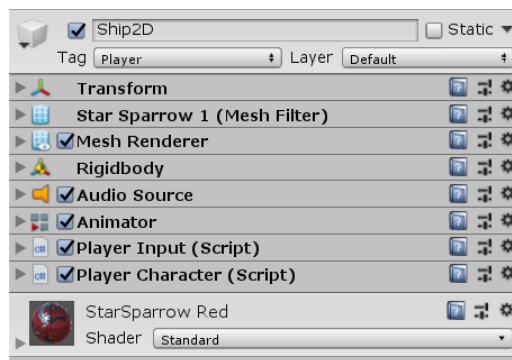 Ship2D Static
Tag Player Layer Default
Transform
Star Sparrow 1 (Mesh Filter)
Mesh Renderer
Rigidbody
Audio Source
Animator
c# Player Input (Script)
c# Player Character (Script)
StarSparrow Red
Shader Standard